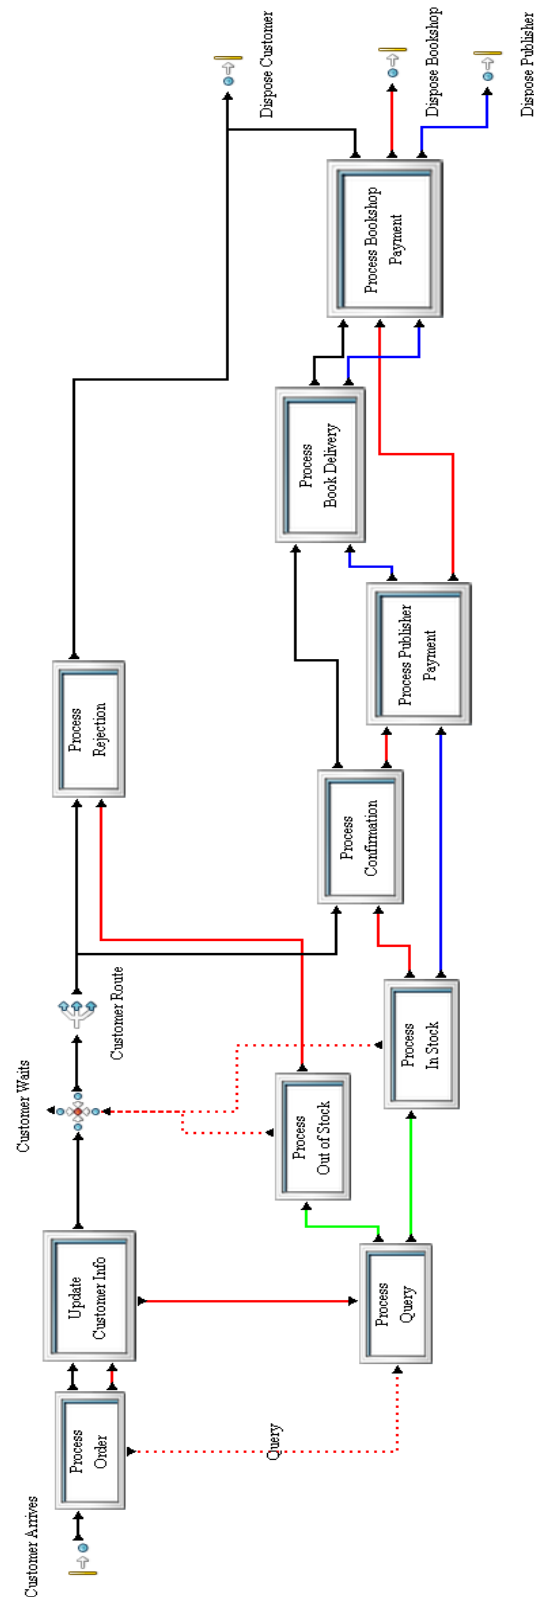 Customer Arrives
Process
Order
Update
Customer Info
Query
Process
Query
Customer Waits
Customer Route
Process
Out of Stock
Process
In Stock
Process
Rejection
Process
Confirmation
Process Publisher
Payment
Process
Book Delivery
Process Bookshop
Payment
Dispose Customer
Dispose Bookshop
Dispose Publisher